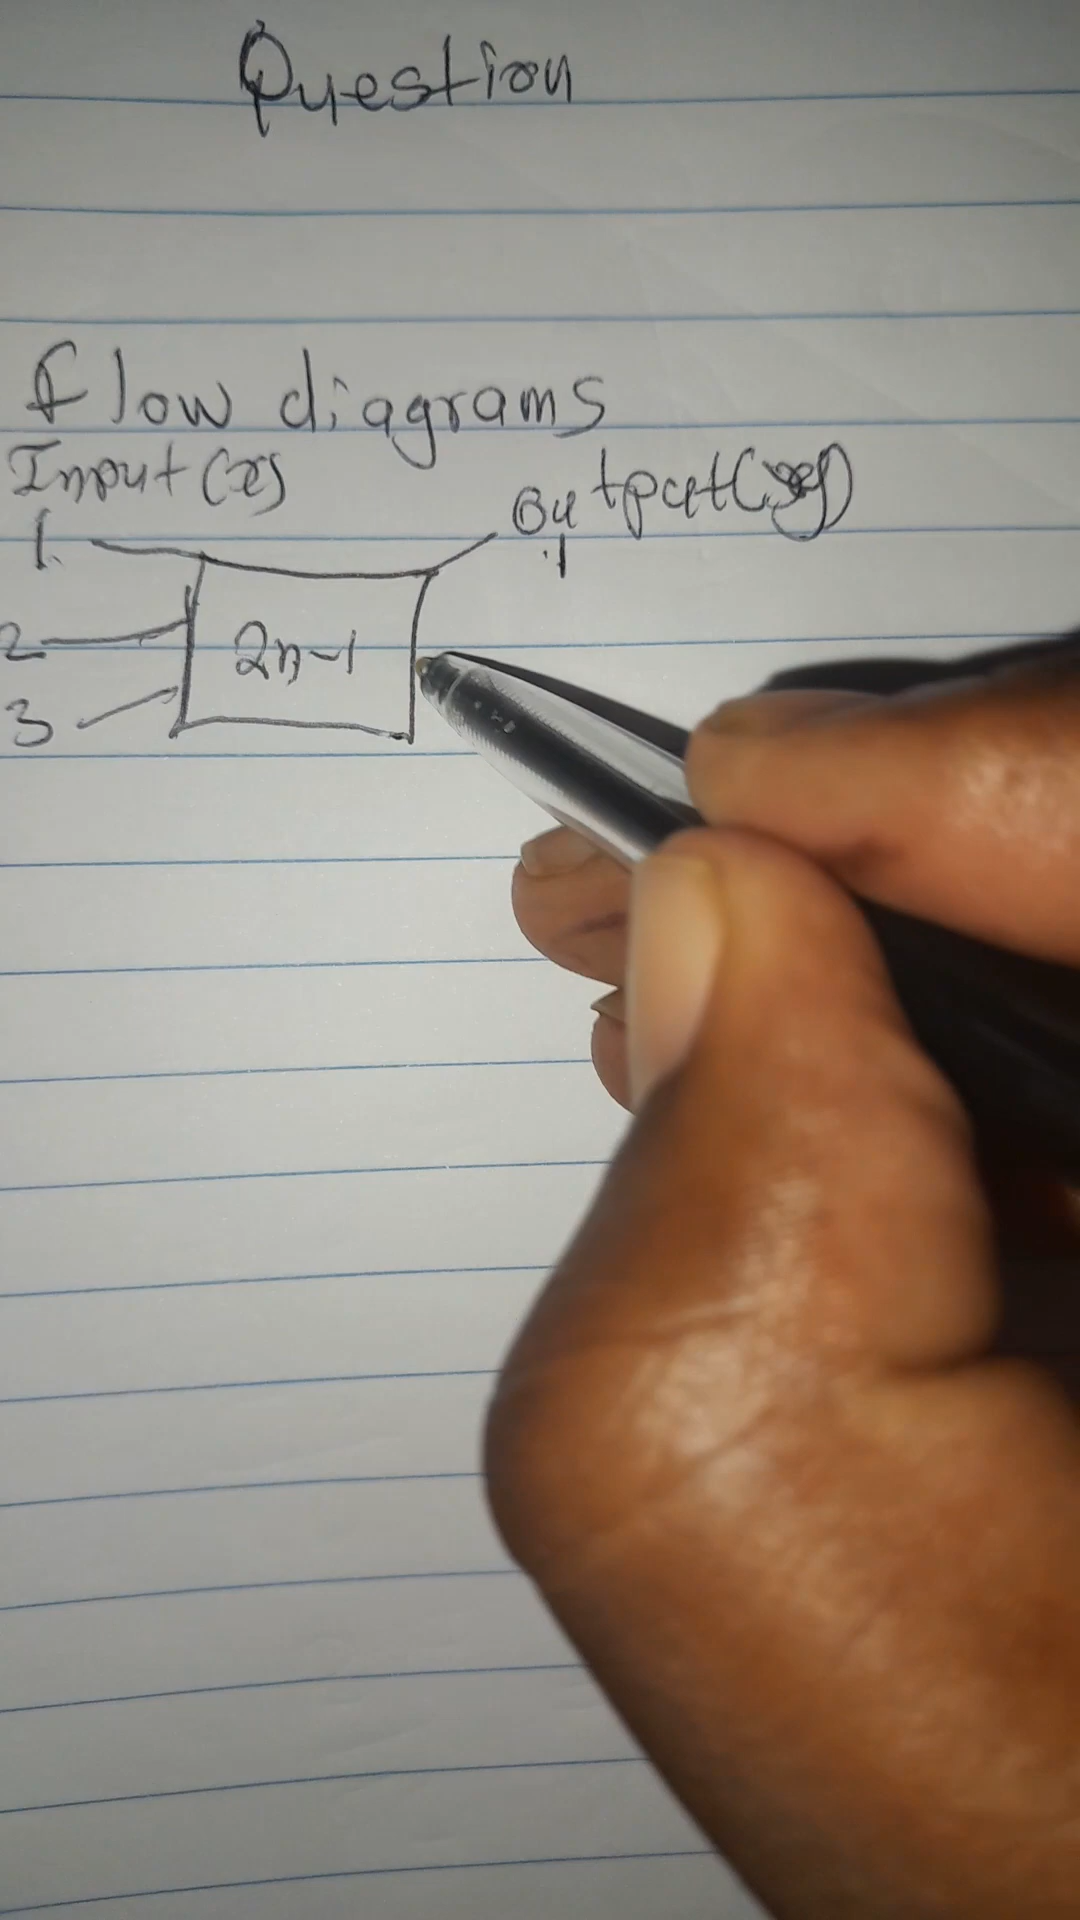 Question
Flow diagrams
Input (x) Output(y)
1. .1
2 2n-1
3